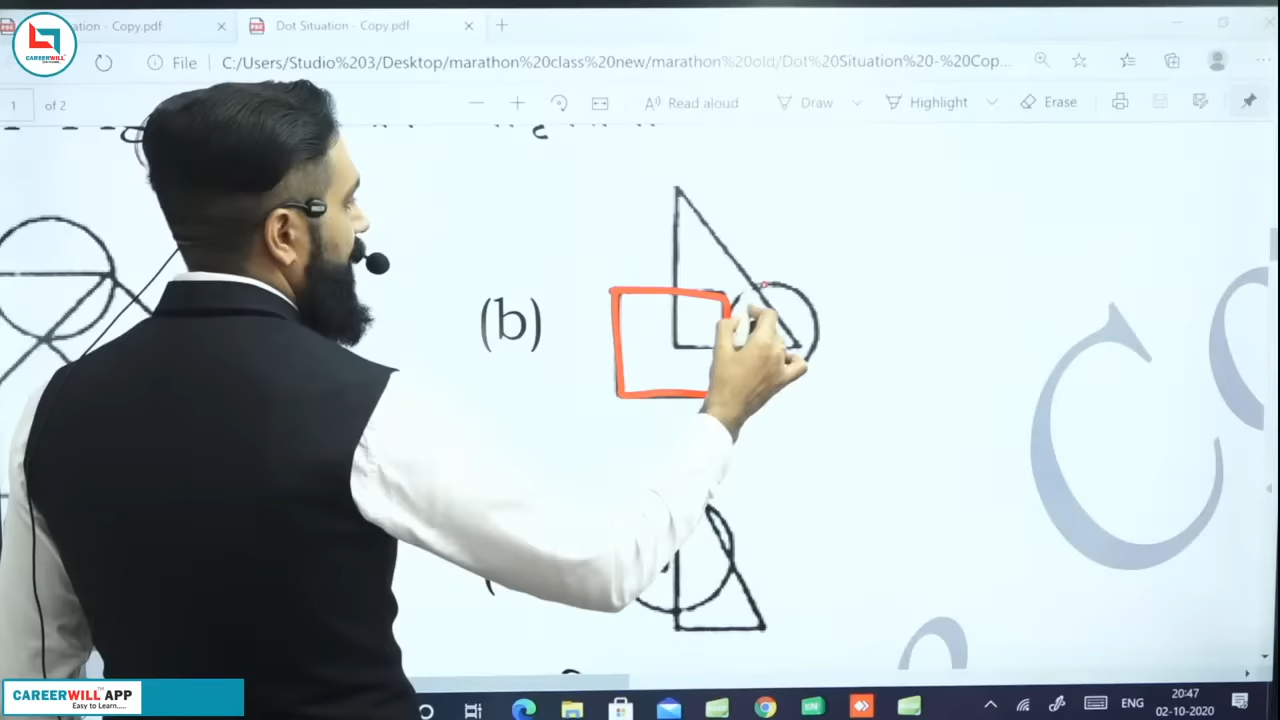 ation - Copy.pdf
Dot Situation - Copy.pdf
CAREERWILL
File
C:/Users/Studio%203/Desktop/marathon%20class%20new/marathon%20old/Dot%20Situation%20-%20Cop...
1 of 2
Read aloud
Draw
Highlight
Erase
(b)
ENG
20:47
02-10-2020
CAREERWILL APP
Easy to Learn.....